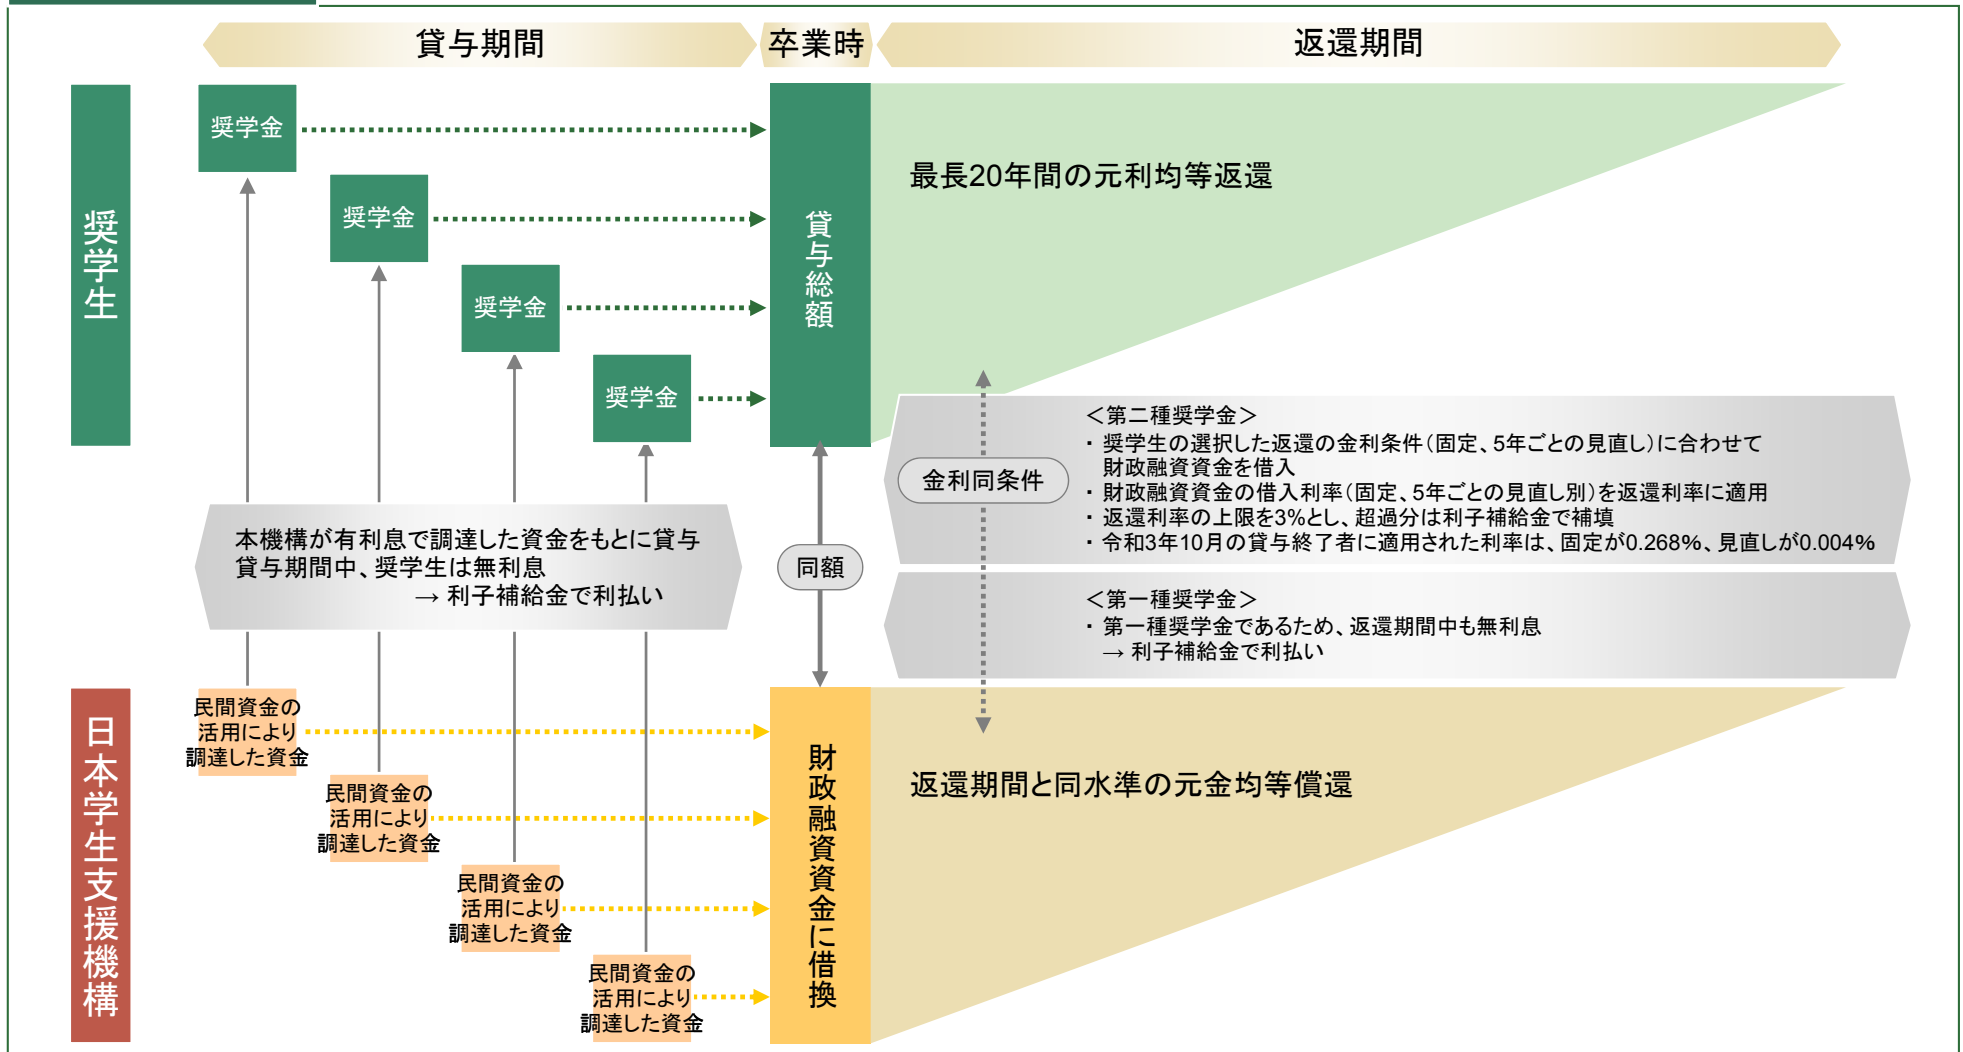 貸与期間
卒業時
返還期間
奨学生
奨学金
奨学金
奨学金
奨学金
貸与総額
最長20年間の元利均等返還
＜第二種奨学金＞
・ 奨学生の選択した返還の金利条件（固定、5年ごとの見直し）に合わせて
財政融資資金を借入
・ 財政融資資金の借入利率（固定、5年ごとの見直し別）を返還利率に適用
・ 返還利率の上限を3％とし、超過分は利子補給金で補填
・ 令和3年10月の貸与終了者に適用された利率は、固定が0.268％、見直しが0.004％
金利同条件
本機構が有利息で調達した資金をもとに貸与
貸与期間中、奨学生は無利息
→ 利子補給金で利払い
同額
＜第一種奨学金＞
・ 第一種奨学金であるため、返還期間中も無利息
→ 利子補給金で利払い
日本学生支援機構
民間資金の
活用により
調達した資金
民間資金の
活用により
調達した資金
民間資金の
活用により
調達した資金
民間資金の
活用により
調達した資金
財政融資資金に借換
返還期間と同水準の元金均等償還